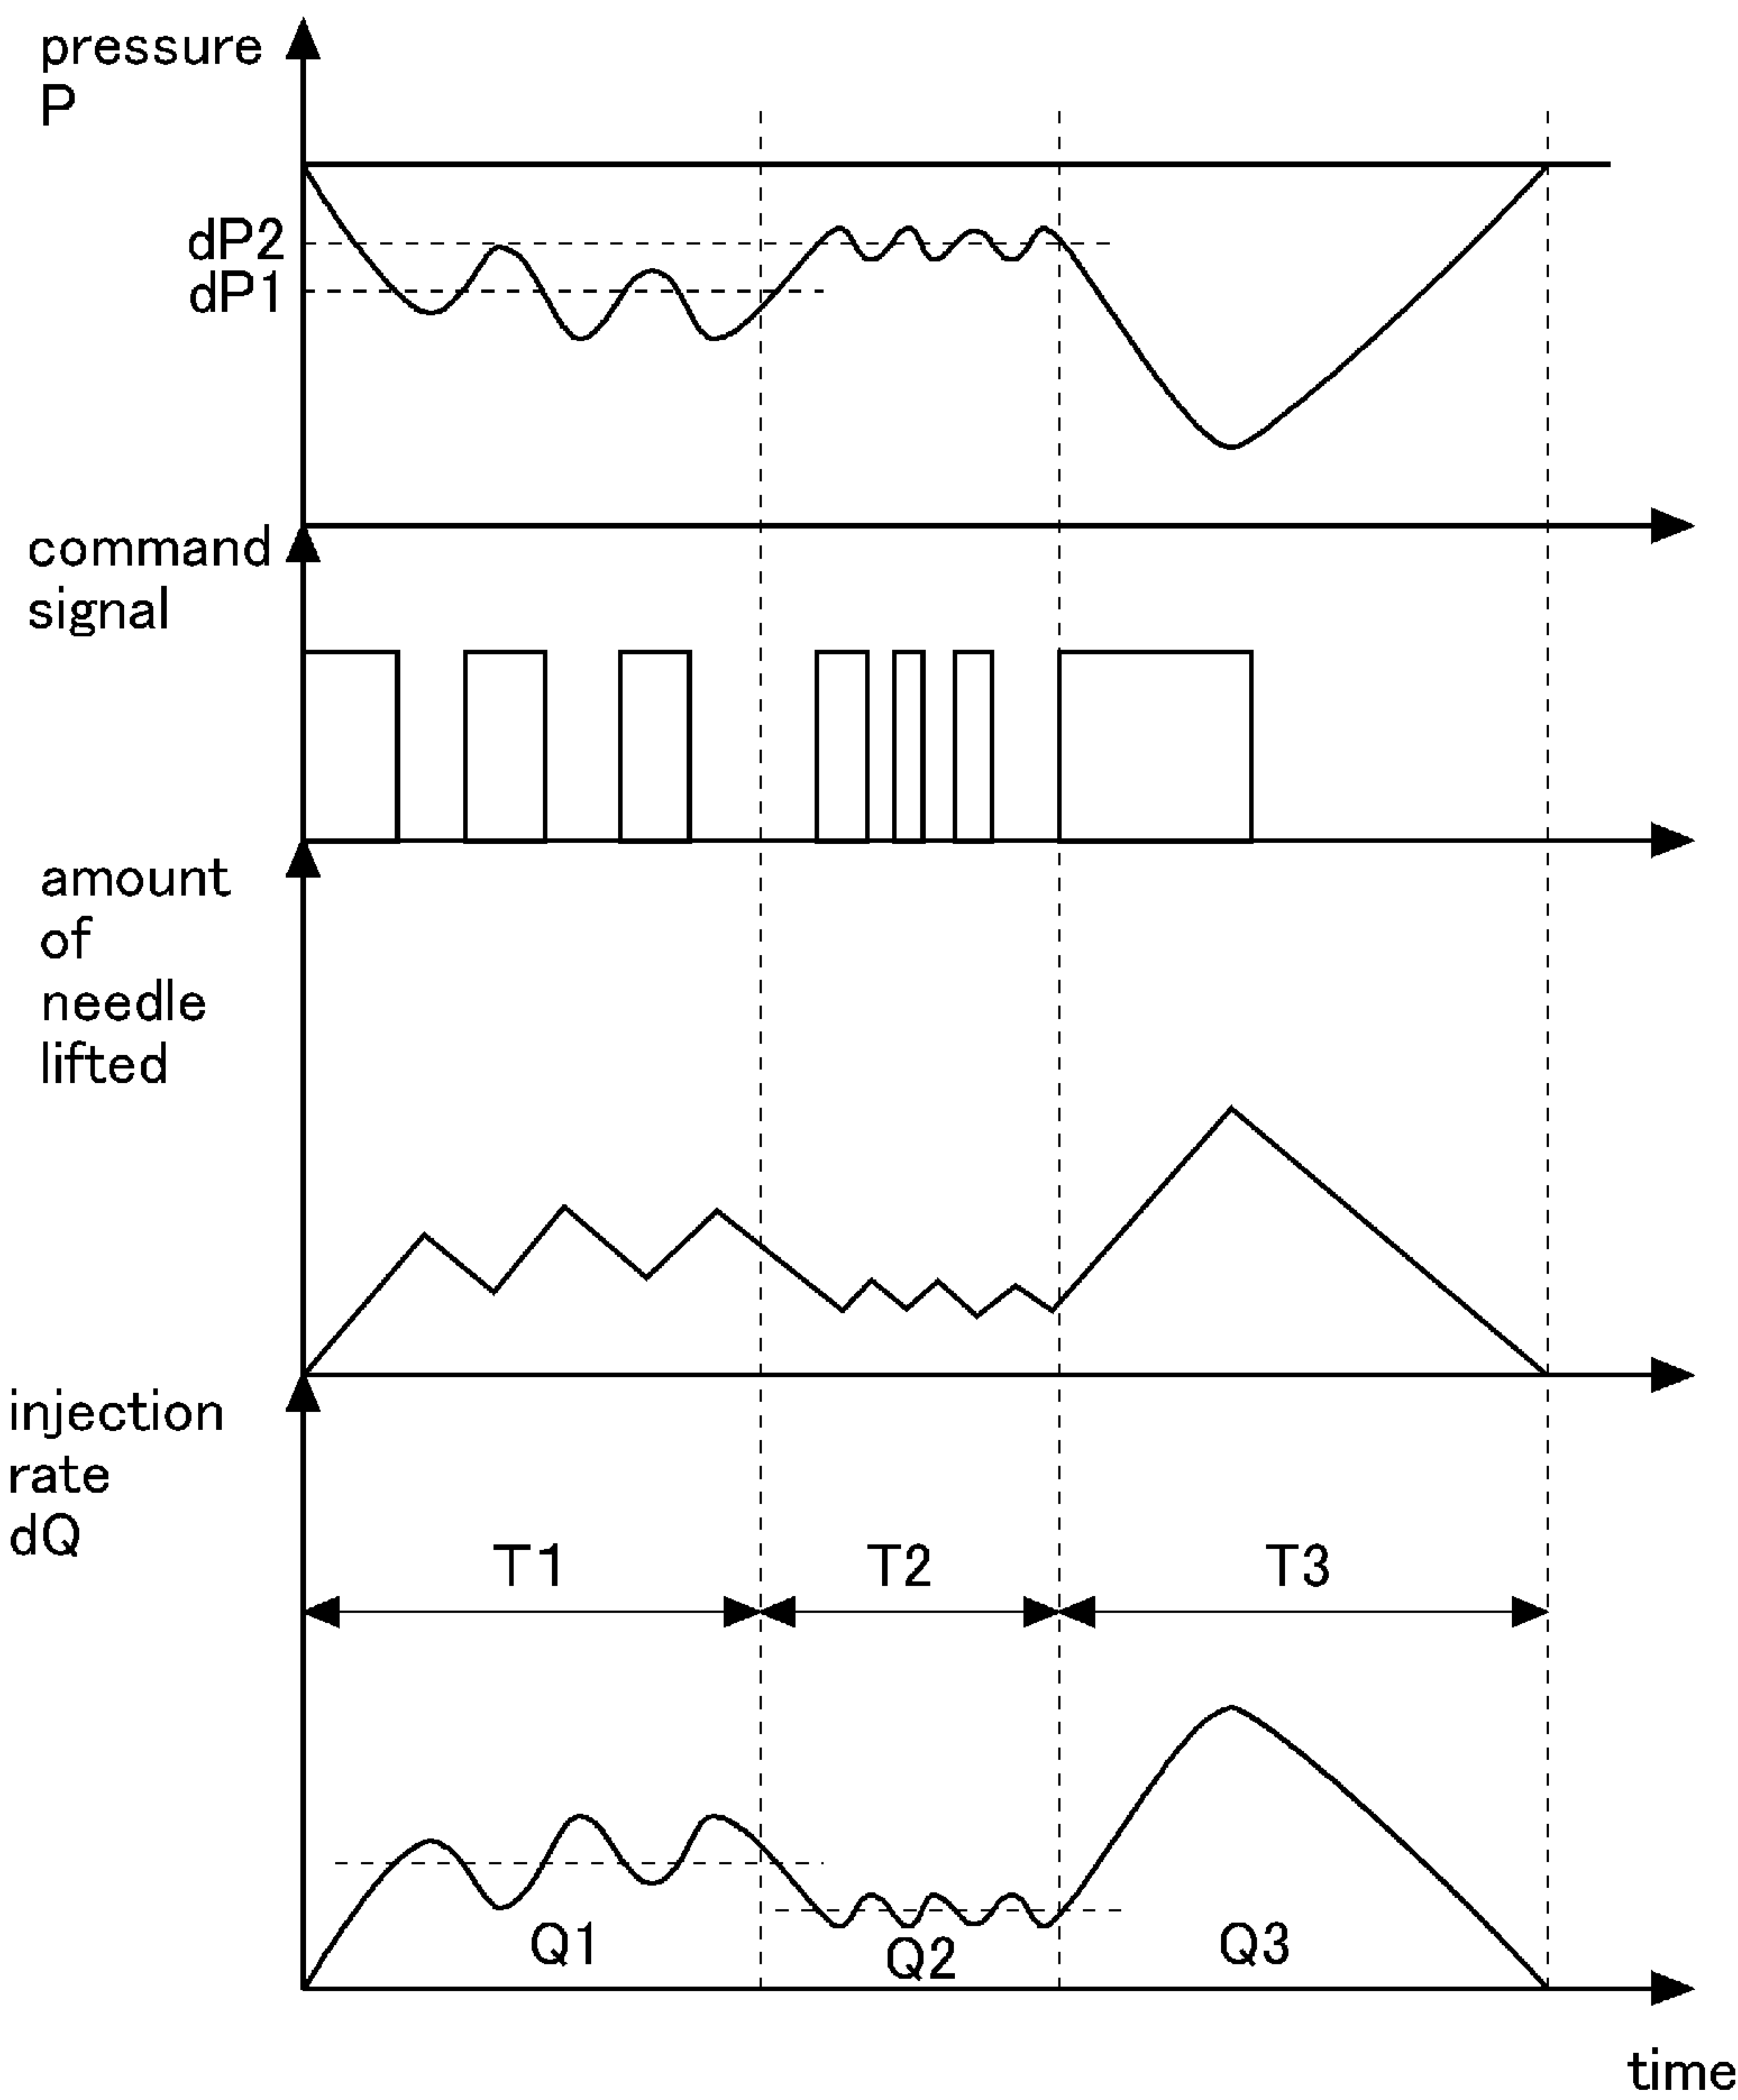 pressure
P
dP2
dP1
command
signal
amount
of
needle
lifted
injection
rate
dQ
T1
T2
T3
Q1
Q2
Q3
time